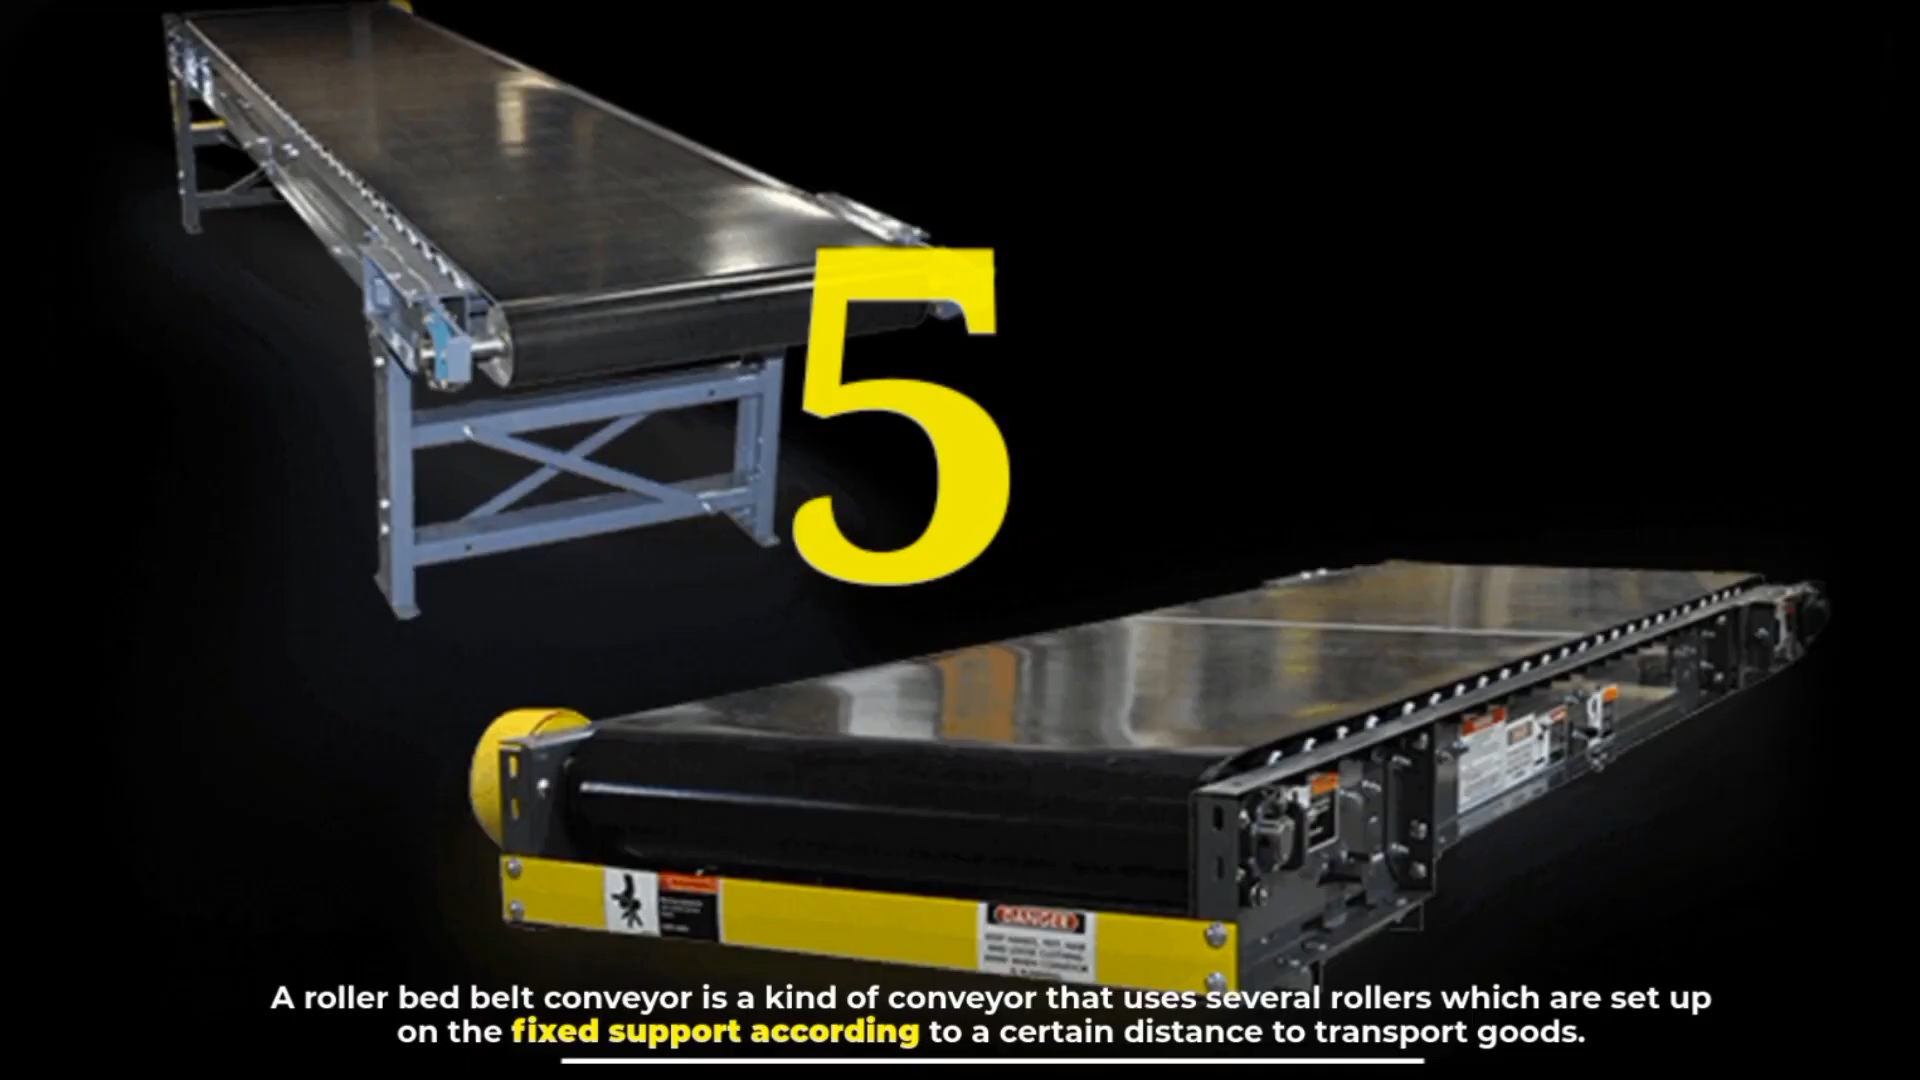 5
DANGER
A roller bed belt conveyor is a kind of conveyor that uses several rollers which are set up
on the fixed support according to a certain distance to transport goods.